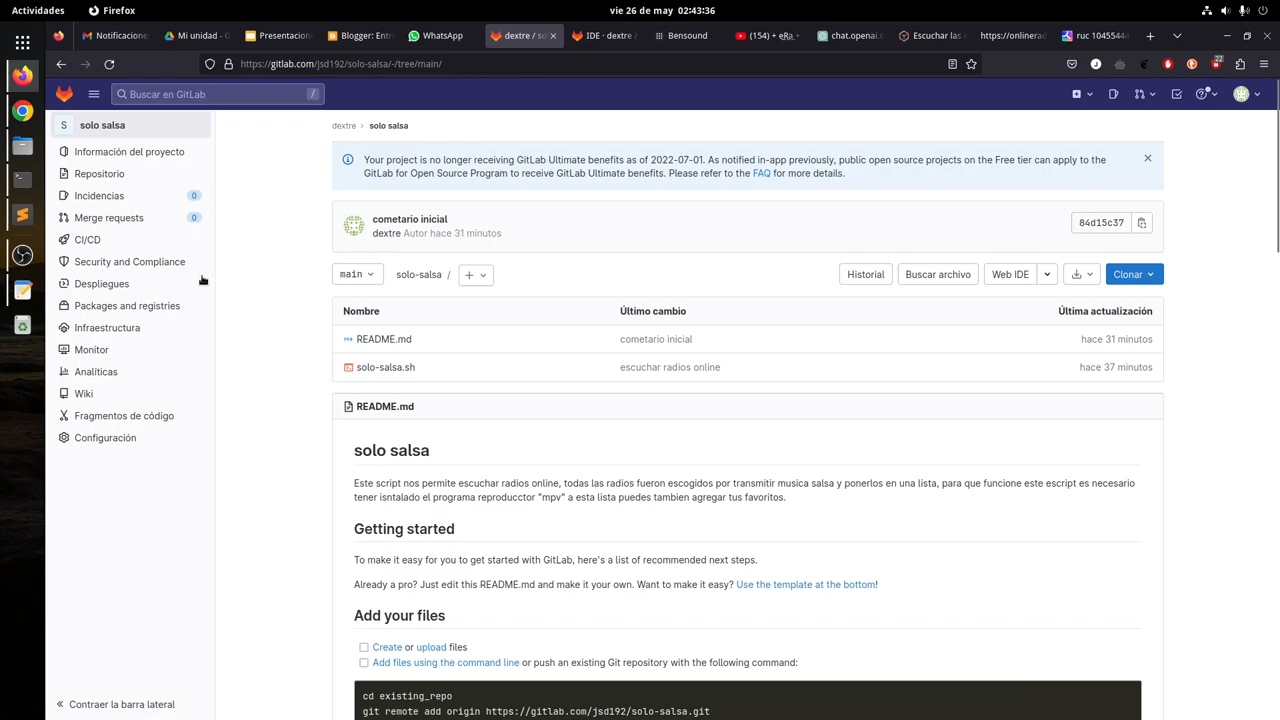 Actividades
Firefox
vie 26 de may 02:43:36
Notificacione
Mi unidad - G
Presentacione
Blogger: Entr
WhatsApp
dextre / so
IDE · dextre /
Bensound
(154) + ҽRą
chat.openai.c
Escuchar las
https://onlinerad
ruc 10455444
https://gitlab.com/jsd192/solo-salsa/-/tree/main/
22
Buscar en GitLab
/
S solo salsa
Información del proyecto
Repositorio
Incidencias 0
Merge requests 0
CI/CD
Security and Compliance
Despliegues
Packages and registries
Infraestructura
Monitor
Analíticas
Wiki
Fragmentos de código
Configuración
Contraer la barra lateral
dextre › solo salsa
Your project is no longer receiving GitLab Ultimate benefits as of 2022-07-01. As notified in-app previously, public open source projects on the Free tier can apply to the
GitLab for Open Source Program to receive GitLab Ultimate benefits. Please refer to the FAQ for more details.
cometario inicial
dextre Autor hace 31 minutos
84d15c37
main
solo-salsa /
+
Historial
Buscar archivo
Web IDE
Clonar
Nombre Último cambio Última actualización
README.md cometario inicial hace 31 minutos
solo-salsa.sh escuchar radios online hace 37 minutos
README.md
solo salsa
Este script nos permite escuchar radios online, todas las radios fueron escogidos por transmitir musica salsa y ponerlos en una lista, para que funcione este escript es necesario
tener isntalado el programa reproducctor "mpv" a esta lista puedes tambien agregar tus favoritos.
Getting started
To make it easy for you to get started with GitLab, here's a list of recommended next steps.
Already a pro? Just edit this README.md and make it your own. Want to make it easy? Use the template at the bottom!
Add your files
Create or upload files
Add files using the command line or push an existing Git repository with the following command:
cd existing_repo
git remote add origin https://gitlab.com/jsd192/solo-salsa.git